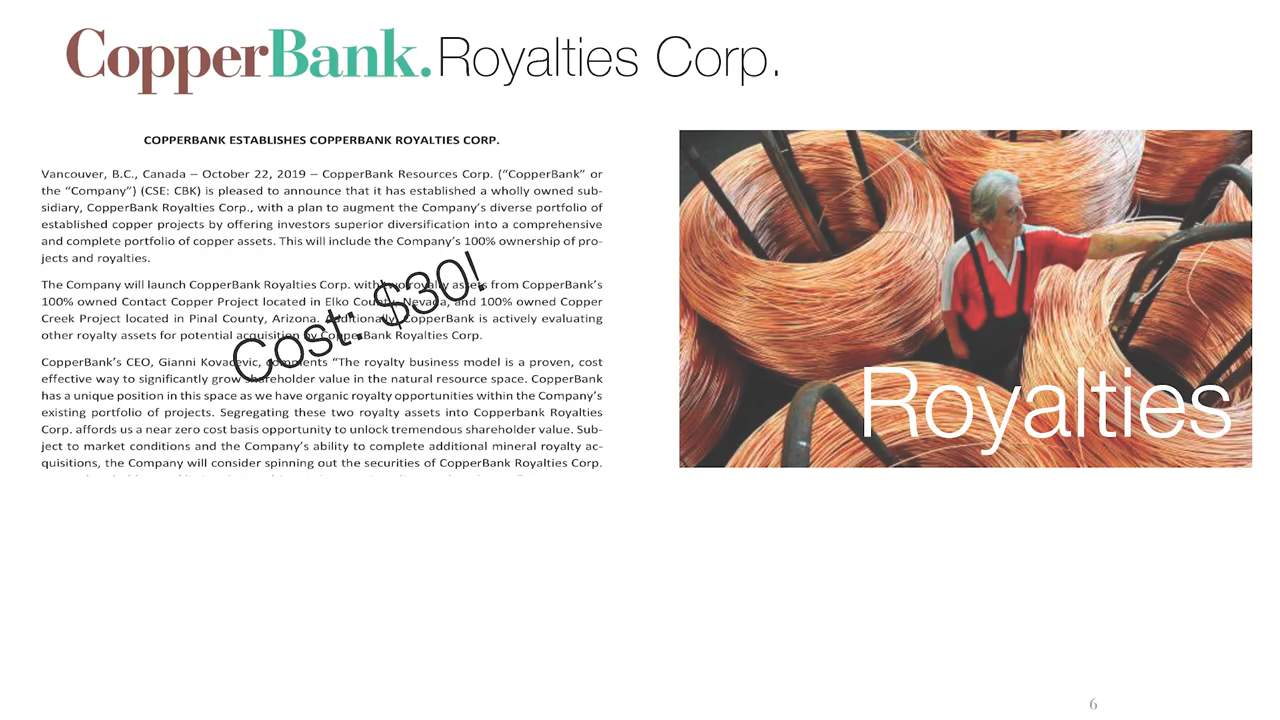 CopperBank.Royalties Corp.
COPPERBANK ESTABLISHES COPPERBANK ROYALTIES CORP.
Vancouver, B.C., Canada – October 22, 2019 – CopperBank Resources Corp. (“CopperBank” or
the “Company”) (CSE: CBK) is pleased to announce that it has established a wholly owned sub-
sidiary, CopperBank Royalties Corp., with a plan to augment the Company’s diverse portfolio of
established copper projects by offering investors superior diversification into a comprehensive
and complete portfolio of copper assets. This will include the Company’s 100% ownership of pro-
jects and royalties.
The Company will launch CopperBank Royalties Corp. with two royalty assets from CopperBank’s
100% owned Contact Copper Project located in Elko County, Nevada, and 100% owned Copper
Creek Project located in Pinal County, Arizona. Additionally, CopperBank is actively evaluating
other royalty assets for potential acquisition by CopperBank Royalties Corp.
CopperBank’s CEO, Gianni Kovacevic, comments “The royalty business model is a proven, cost
effective way to significantly grow shareholder value in the natural resource space. CopperBank
has a unique position in this space as we have organic royalty opportunities within the Company’s
existing portfolio of projects. Segregating these two royalty assets into Copperbank Royalties
Corp. affords us a near zero cost basis opportunity to unlock tremendous shareholder value. Sub-
ject to market conditions and the Company’s ability to complete additional mineral royalty ac-
quisitions, the Company will consider spinning out the securities of CopperBank Royalties Corp.
Cost: $30!
Royalties
6